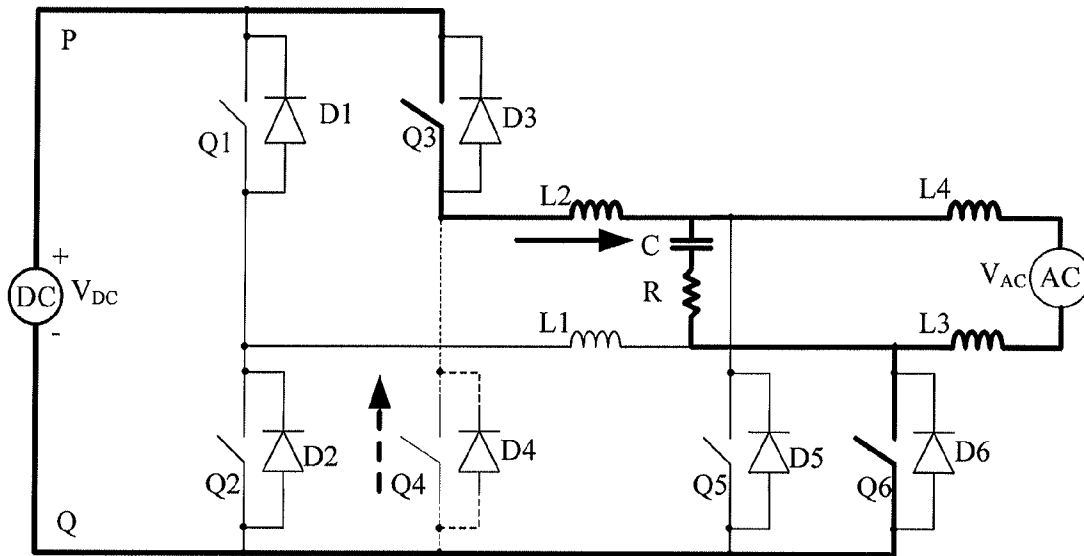 P
D1
Q1
D3
Q3
L2
L4
C
+
DC
V_DC
-
R
V_AC
AC
L1
L3
D2
Q2
D4
Q4
D5
Q5
D6
Q6
Q